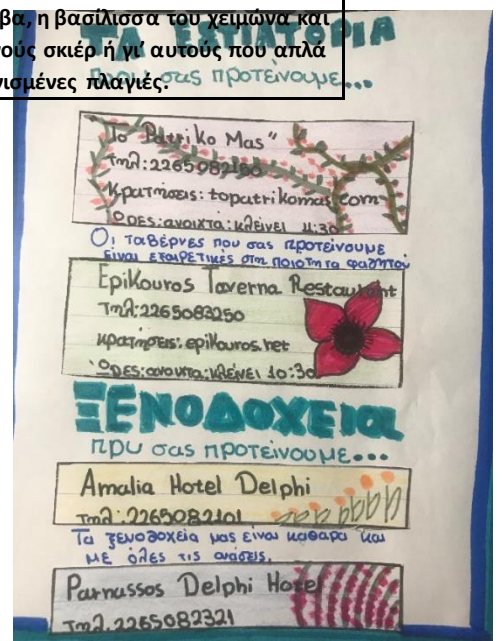 βα, η βασίλισσα του χειμώνα και
νούς σκιέρ ή γι' αυτούς που απλά
νισμένες πλαγιές.
ΤΑ ΕΣΤΙΑΤΟΡΙΑ
που σας προτείνουμε...
To Patriko Mas"
Τηλ:2265082150
κρατήσεις: topatrikomas.com
Ώρες:ανοιχτά:κλείνει 11:30
Οι ταβέρνες που σας προτείνουμε
είναι εξαιρετικές στη ποιότητα φαγητού
Epikouros Taverna Restaurant
Τηλ:2265083250
κρατήσεις: epikouros.net
Ώρες:ανοιχτα:κλείνει 10:30
ΞΕΝΟΔΟΧΕΙΑ
που σας προτείνουμε...
Amalia Hotel Delphi
Τηλ:2265082101
Τα ξενοδοχεία μας είναι καθαρά και
με όλες τις ανέσεις.
Parnassos Delphi Hotel
Τηλ.2265082321